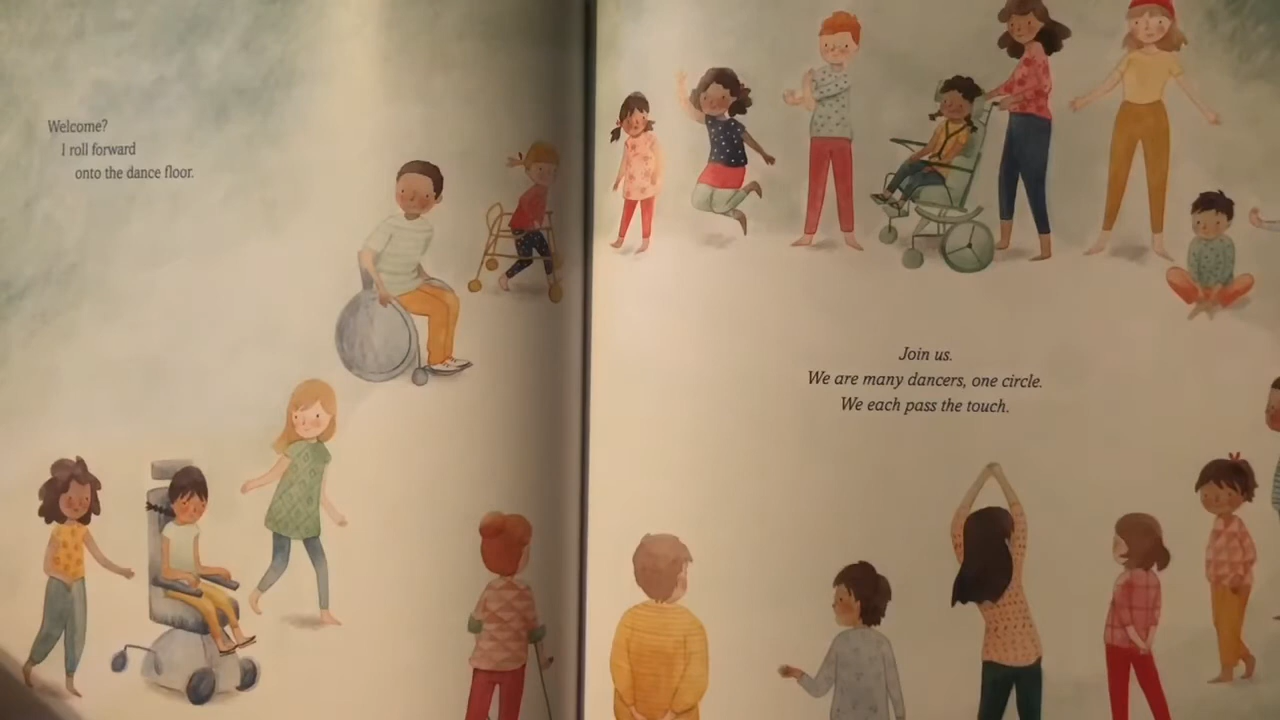 Welcome?
I roll forward
onto the dance floor.
Join us.
We are many dancers, one circle.
We each pass the touch.